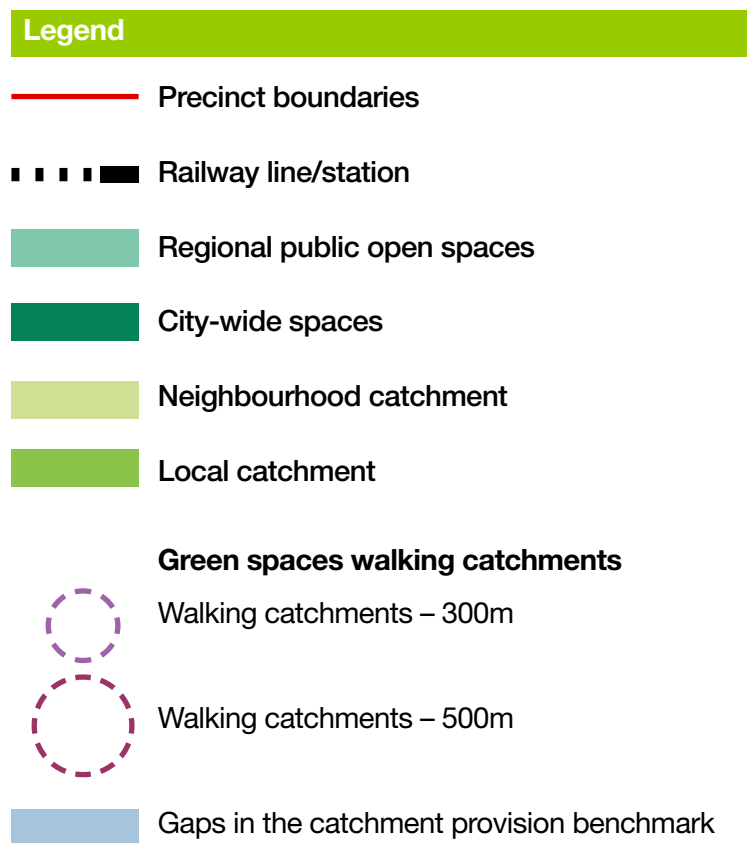 Legend
Precinct boundaries
Railway line/station
Regional public open spaces
City-wide spaces
Neighbourhood catchment
Local catchment
Green spaces walking catchments
Walking catchments – 300m
Walking catchments – 500m
Gaps in the catchment provision benchmark